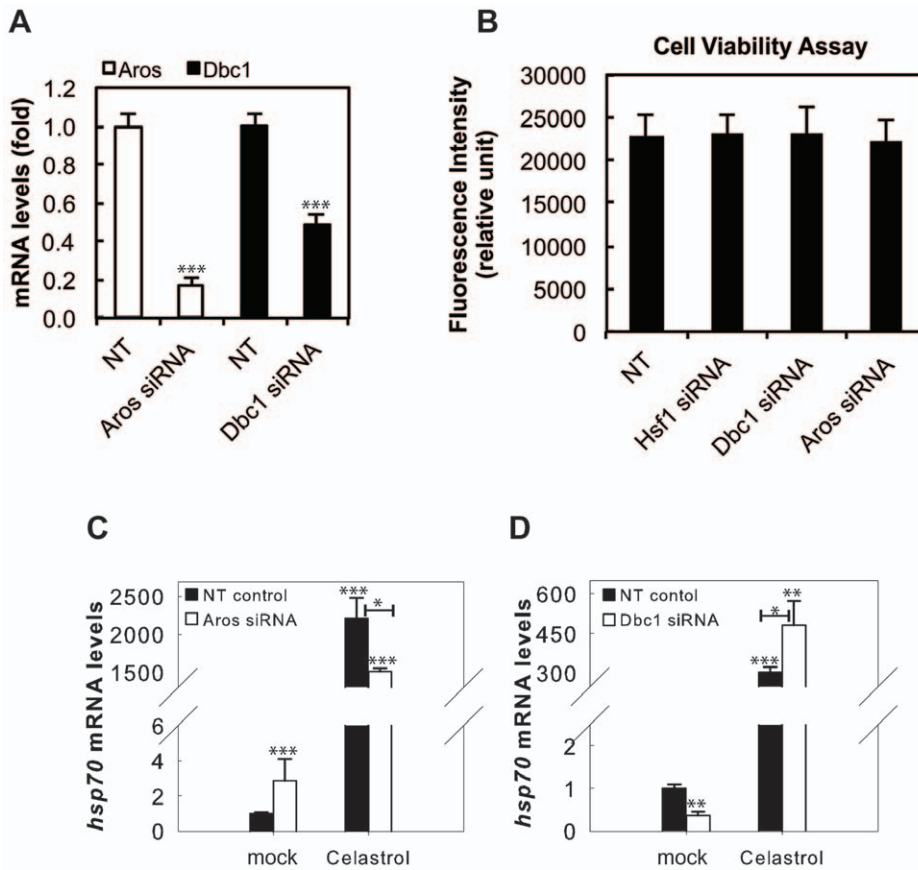 A
Aros Dbc1
mRNA levels (fold)
1.2
1.0
0.8
0.6
0.4
0.2
0.0
***
***
NT
Aros siRNA
NT
Dbc1 siRNA
B
Cell Viability Assay
Fluorescence Intensity
(relative unit)
30000
25000
20000
15000
10000
5000
0
NT
Hsf1 siRNA
Dbc1 siRNA
Aros siRNA
C
NT control
Aros siRNA
hsp70 mRNA levels
2500
2000
1500
6
4
2
0
***
***
*
***
mock
Celastrol
D
NT contol
Dbc1 siRNA
hsp70 mRNA levels
600
450
300
2
1
0
**
***
*
**
mock
Celastrol